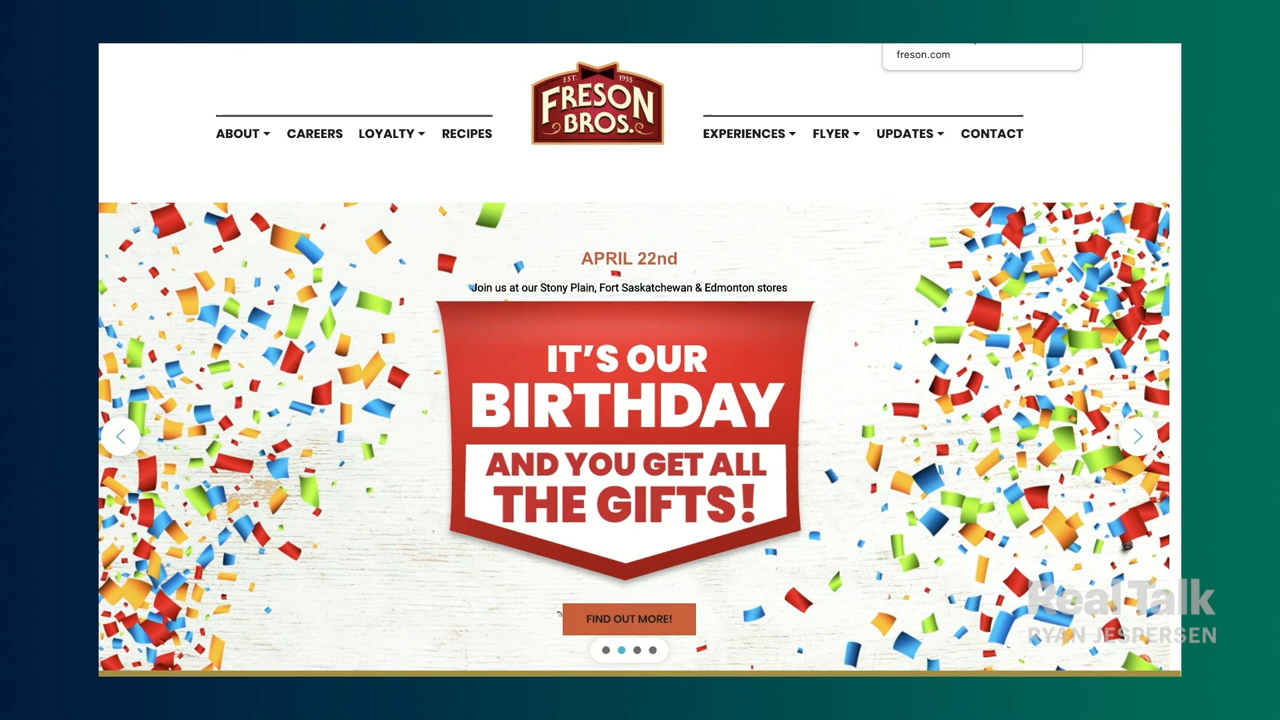 freson.com
EST. 1955
FRESON
BROS.
ABOUT
CAREERS
LOYALTY
RECIPES
EXPERIENCES
FLYER
UPDATES
CONTACT
APRIL 22nd
Join us at our Stony Plain, Fort Saskatchewan & Edmonton stores
IT'S OUR
BIRTHDAY
AND YOU GET ALL
THE GIFTS!
FIND OUT MORE!
Real Talk
RYAN JESPERSEN